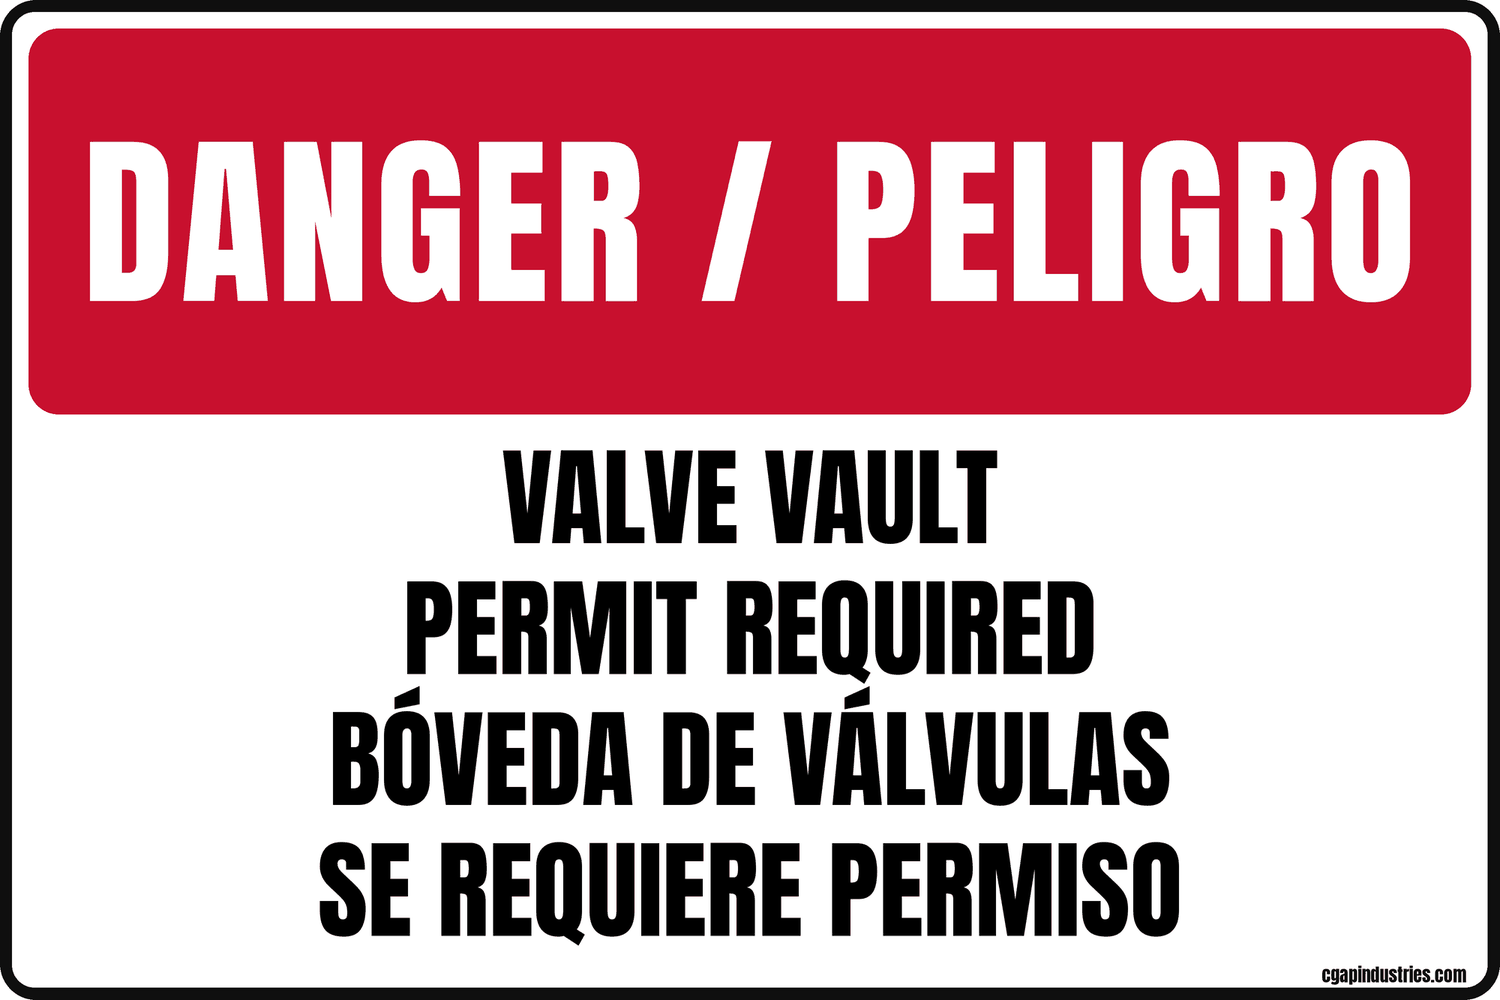 DANGER / PELIGRO
VALVE VAULT
PERMIT REQUIRED
BÓVEDA DE VÁLVULAS
SE REQUIERE PERMISO
cgapindustries.com